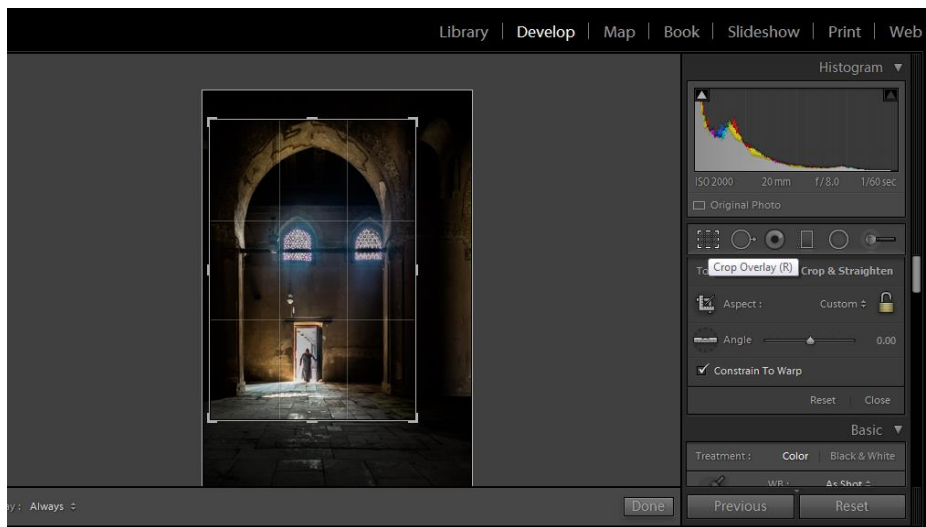 Library | Develop | Map | Book | Slideshow | Print | Web
Histogram
ISO 2000 20 mm f/8.0 1/60 sec
Original Photo
Crop Overlay (R) Crop & Straighten
Aspect : Custom
Angle 0.00
Constrain To Warp
Reset Close
Basic
Treatment : Color Black & White
WB : As Shot
Always Done Previous Reset